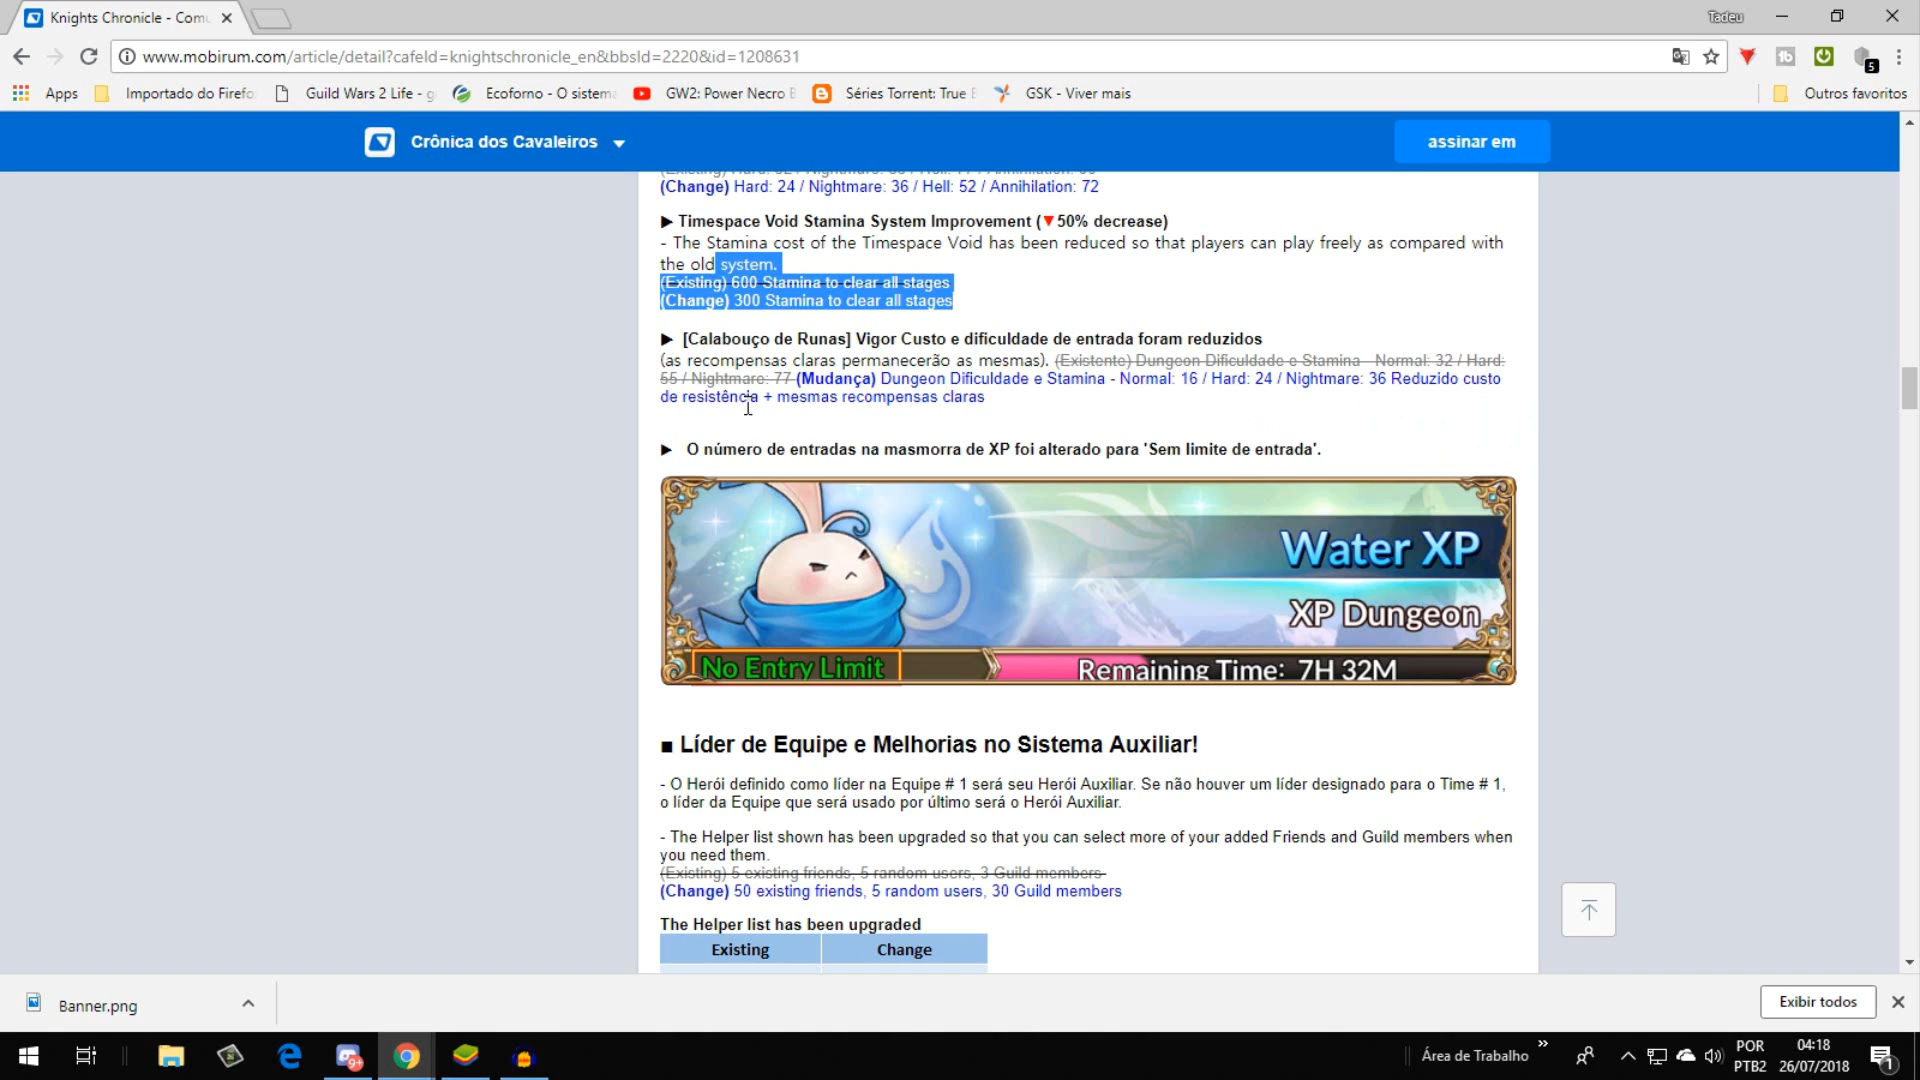 Knights Chronicle - Comu
Tadeu
www.mobirum.com/article/detail?cafeId=knightschronicle_en&bbsId=2220&id=1208631
5
Apps Importado do Firefo Guild Wars 2 Life - g Ecoforno - O sistema GW2: Power Necro B Séries Torrent: True B GSK - Viver mais Outros favoritos
Crônica dos Cavaleiros
assinar em
(Change) Hard: 24 / Nightmare: 36 / Hell: 52 / Annihilation: 72
▶ Timespace Void Stamina System Improvement (▼50% decrease)
- The Stamina cost of the Timespace Void has been reduced so that players can play freely as compared with
the old system.
(Existing) 600 Stamina to clear all stages
(Change) 300 Stamina to clear all stages
▶ [Calabouço de Runas] Vigor Custo e dificuldade de entrada foram reduzidos
(as recompensas claras permanecerão as mesmas). (Existente) Dungeon Dificuldade e Stamina - Normal: 32 / Hard:
55 / Nightmare: 77 (Mudança) Dungeon Dificuldade e Stamina - Normal: 16 / Hard: 24 / Nightmare: 36 Reduzido custo
de resistência + mesmas recompensas claras
▶ O número de entradas na masmorra de XP foi alterado para 'Sem limite de entrada'.
Water XP
XP Dungeon
No Entry Limit
Remaining Time: 7H 32M
■ Líder de Equipe e Melhorias no Sistema Auxiliar!
- O Herói definido como líder na Equipe # 1 será seu Herói Auxiliar. Se não houver um líder designado para o Time # 1,
o líder da Equipe que será usado por último será o Herói Auxiliar.
- The Helper list shown has been upgraded so that you can select more of your added Friends and Guild members when
you need them.
(Existing) 5 existing friends, 5 random users, 3 Guild members
(Change) 50 existing friends, 5 random users, 30 Guild members
The Helper list has been upgraded
Existing Change
Banner.png
Exibir todos
Área de Trabalho
POR
PTB2
04:18
26/07/2018
1